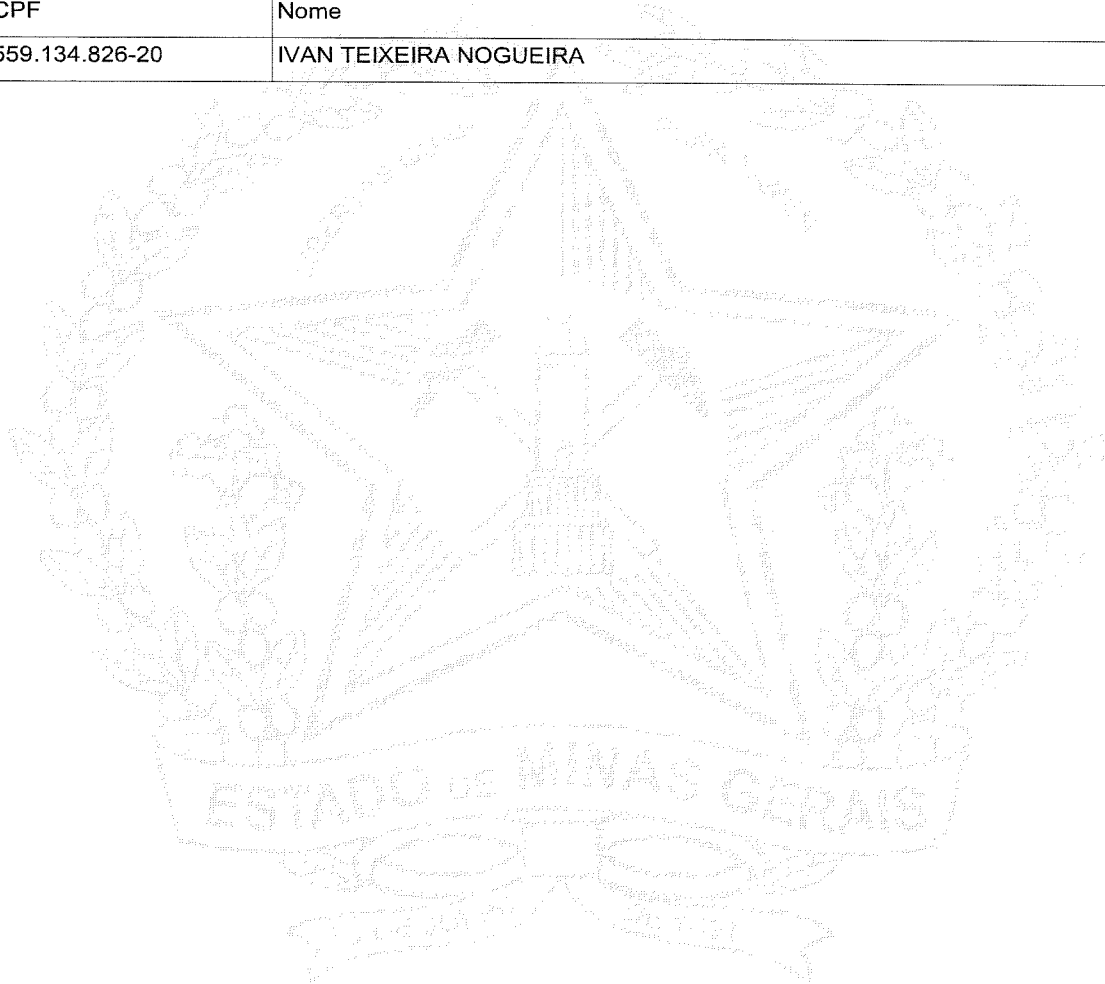 CPF Nome
559.134.826-20 IVAN TEIXEIRA NOGUEIRA
ESTADO DE MINAS GERAIS